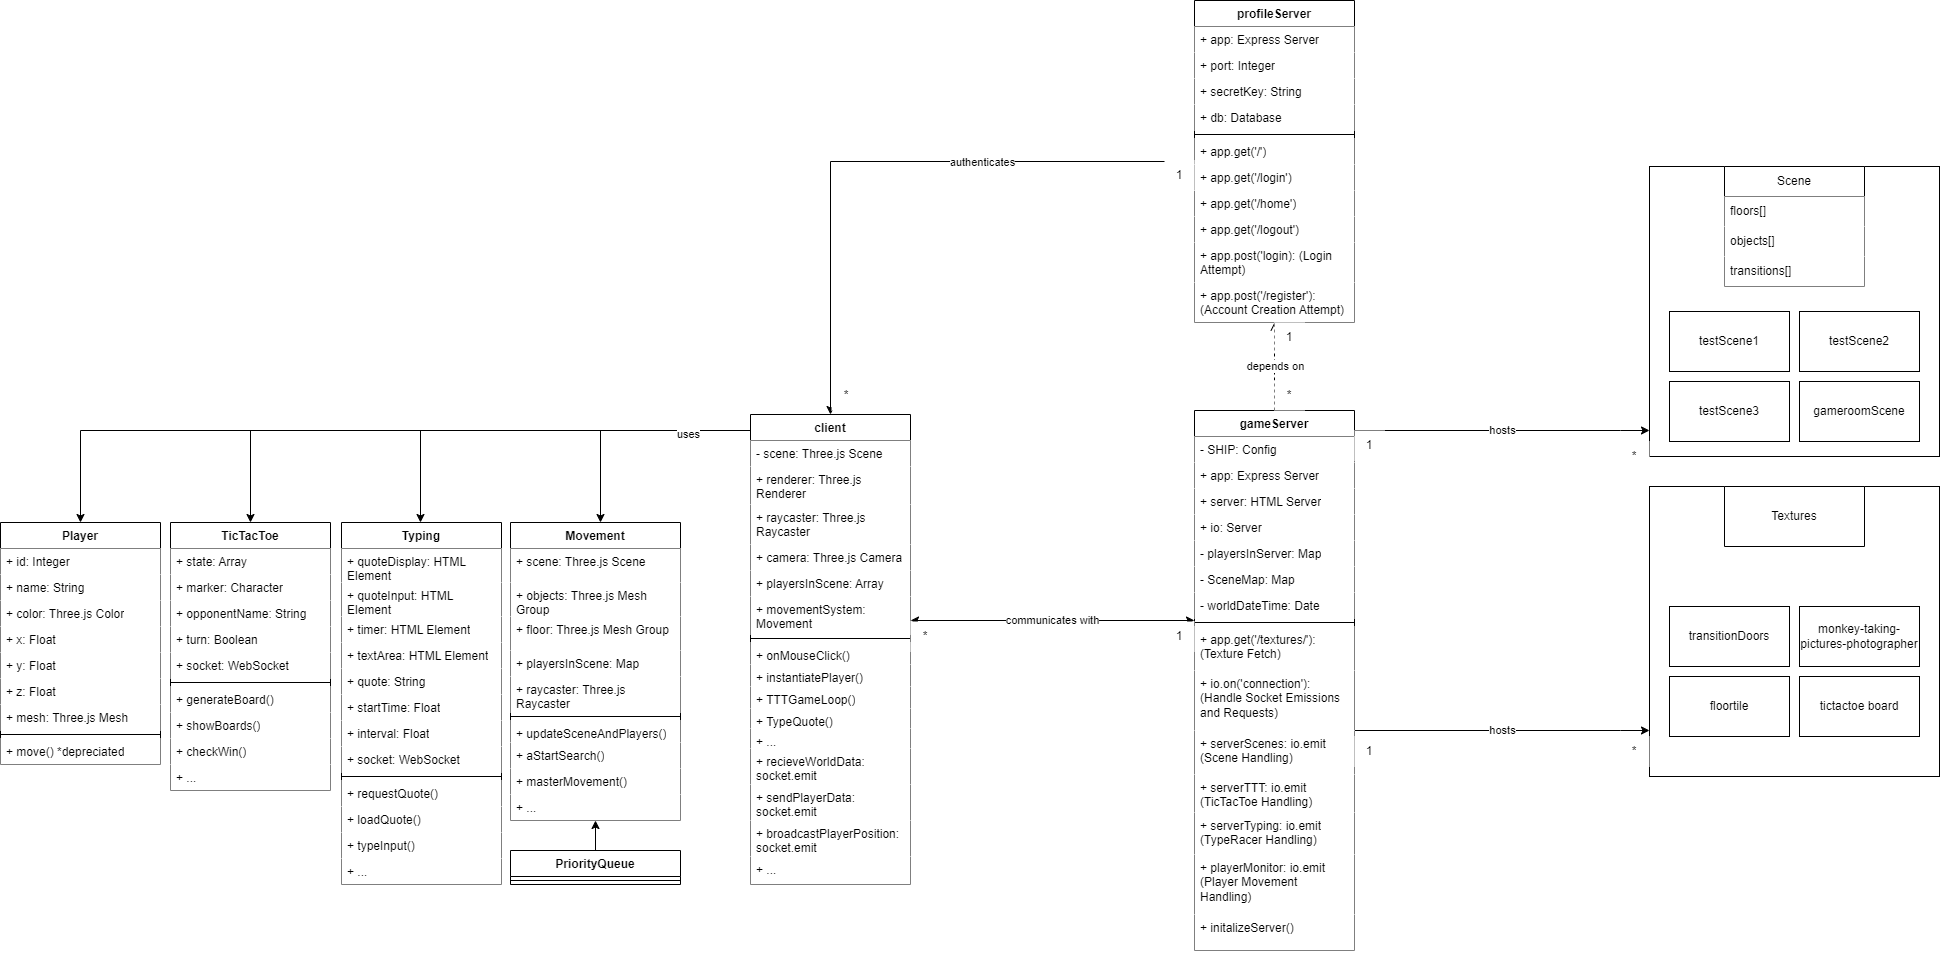 profileServer
+ app: Express Server
+ port: Integer
+ secretKey: String
+ db: Database
+ app.get('/')
+ app.get('/login')
+ app.get('/home')
+ app.get('/logout')
+ app.post('login): (Login
Attempt)
+ app.post('/register'):
(Account Creation Attempt)
authenticates
1
*
1
depends on
*
Scene
floors[]
objects[]
transitions[]
testScene1
testScene2
testScene3
gameroomScene
hosts
1
*
Textures
transitionDoors
monkey-taking-
pictures-photographer
floortile
tictactoe board
hosts
1
*
gameServer
- SHIP: Config
+ app: Express Server
+ server: HTML Server
+ io: Server
- playersInServer: Map
- SceneMap: Map
- worldDateTime: Date
+ app.get('/textures/'):
(Texture Fetch)
+ io.on('connection'):
(Handle Socket Emissions
and Requests)
+ serverScenes: io.emit
(Scene Handling)
+ serverTTT: io.emit
(TicTacToe Handling)
+ serverTyping: io.emit
(TypeRacer Handling)
+ playerMonitor: io.emit
(Player Movement
Handling)
+ initalizeServer()
communicates with
*
1
client
- scene: Three.js Scene
+ renderer: Three.js
Renderer
+ raycaster: Three.js
Raycaster
+ camera: Three.js Camera
+ playersInScene: Array
+ movementSystem:
Movement
+ onMouseClick()
+ instantiatePlayer()
+ TTTGameLoop()
+ TypeQuote()
+ ...
+ recieveWorldData:
socket.emit
+ sendPlayerData:
socket.emit
+ broadcastPlayerPosition:
socket.emit
+ ...
uses
Player
+ id: Integer
+ name: String
+ color: Three.js Color
+ x: Float
+ y: Float
+ z: Float
+ mesh: Three.js Mesh
+ move() *depreciated
TicTacToe
+ state: Array
+ marker: Character
+ opponentName: String
+ turn: Boolean
+ socket: WebSocket
+ generateBoard()
+ showBoards()
+ checkWin()
+ ...
Typing
+ quoteDisplay: HTML
Element
+ quoteInput: HTML
Element
+ timer: HTML Element
+ textArea: HTML Element
+ quote: String
+ startTime: Float
+ interval: Float
+ socket: WebSocket
+ requestQuote()
+ loadQuote()
+ typeInput()
+ ...
Movement
+ scene: Three.js Scene
+ objects: Three.js Mesh
Group
+ floor: Three.js Mesh Group
+ playersInScene: Map
+ raycaster: Three.js
Raycaster
+ updateSceneAndPlayers()
+ aStartSearch()
+ masterMovement()
+ ...
PriorityQueue